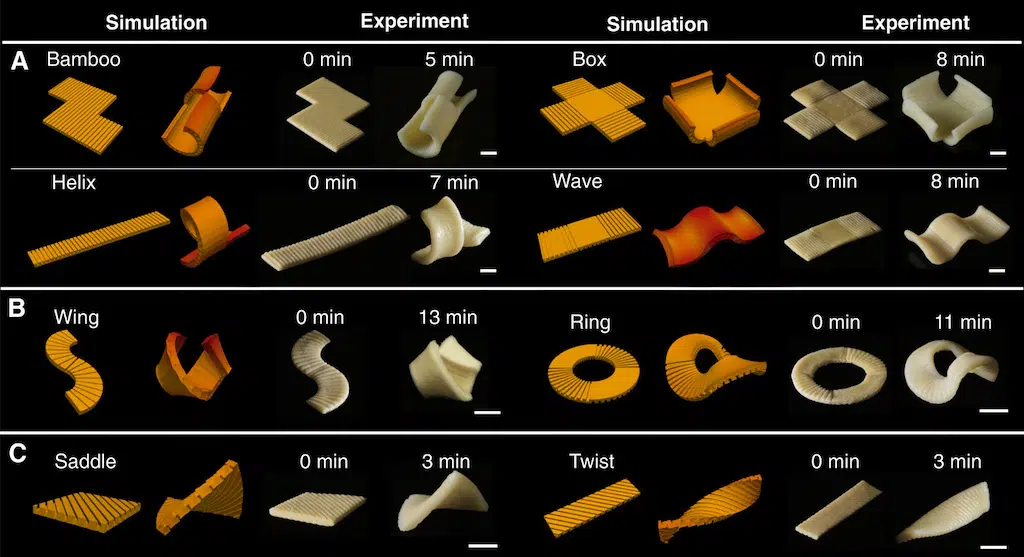 Simulation Experiment Simulation Experiment
A Bamboo 0 min 5 min Box 0 min 8 min
Helix 0 min 7 min Wave 0 min 8 min
B Wing 0 min 13 min Ring 0 min 11 min
C Saddle 0 min 3 min Twist 0 min 3 min